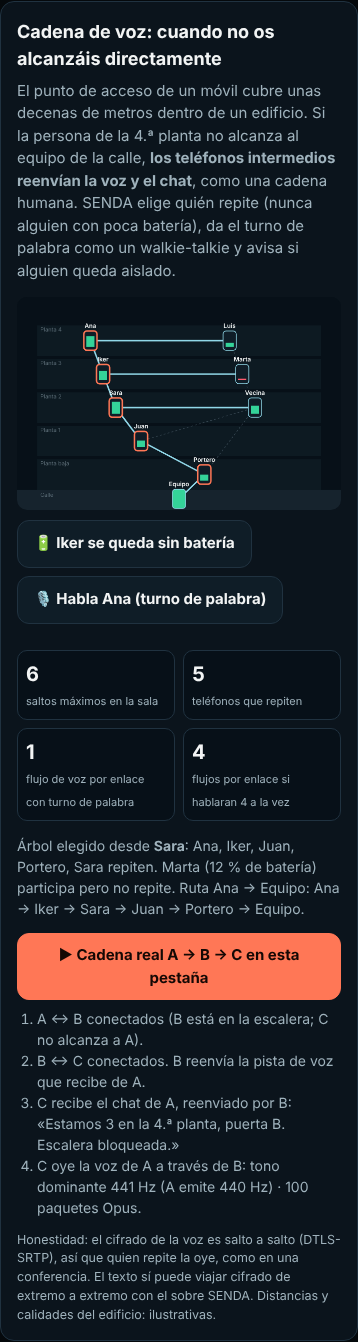 Cadena de voz: cuando no os
alcanzáis directamente
El punto de acceso de un móvil cubre unas
decenas de metros dentro de un edificio. Si
la persona de la 4.ª planta no alcanza al
equipo de la calle, los teléfonos intermedios
reenvían la voz y el chat, como una cadena
humana. SENDA elige quién repite (nunca
alguien con poca batería), da el turno de
palabra como un walkie-talkie y avisa si
alguien queda aislado.
Ana
Luis
Planta 4
Iker
Marta
Planta 3
Sara
Vecina
Planta 2
Juan
Planta 1
Portero
Planta baja
Equipo
Calle
🔋 Iker se queda sin batería
🎙️ Habla Ana (turno de palabra)
6
saltos máximos en la sala
5
teléfonos que repiten
1
flujo de voz por enlace
con turno de palabra
4
flujos por enlace si
hablaran 4 a la vez
Árbol elegido desde Sara: Ana, Iker, Juan,
Portero, Sara repiten. Marta (12 % de batería)
participa pero no repite. Ruta Ana → Equipo: Ana
→ Iker → Sara → Juan → Portero → Equipo.
▶ Cadena real A → B → C en esta
pestaña
1. A ↔ B conectados (B está en la escalera; C
no alcanza a A).
2. B ↔ C conectados. B reenvía la pista de voz
que recibe de A.
3. C recibe el chat de A, reenviado por B:
«Estamos 3 en la 4.ª planta, puerta B.
Escalera bloqueada.»
4. C oye la voz de A a través de B: tono
dominante 441 Hz (A emite 440 Hz) · 100
paquetes Opus.
Honestidad: el cifrado de la voz es salto a salto (DTLS-
SRTP), así que quien repite la oye, como en una
conferencia. El texto sí puede viajar cifrado de
extremo a extremo con el sobre SENDA. Distancias y
calidades del edificio: ilustrativas.